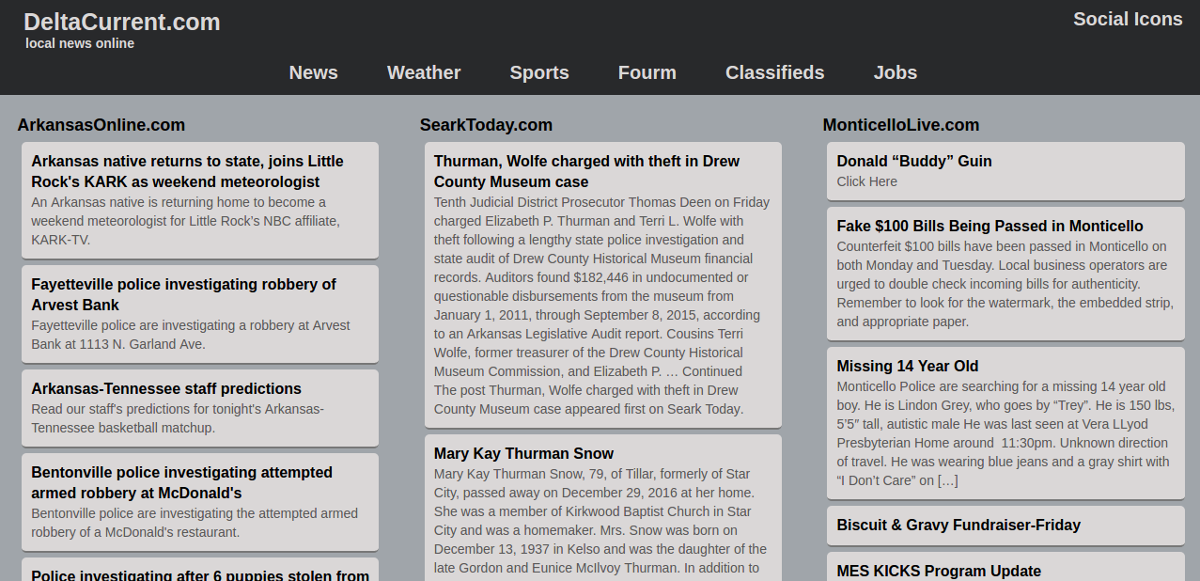 DeltaCurrent.com
local news online
Social Icons
News Weather Sports Fourm Classifieds Jobs
ArkansasOnline.com
Arkansas native returns to state, joins Little
Rock's KARK as weekend meteorologist
An Arkansas native is returning home to become a
weekend meteorologist for Little Rock's NBC affiliate,
KARK-TV.
Fayetteville police investigating robbery of
Arvest Bank
Fayetteville police are investigating a robbery at Arvest
Bank at 1113 N. Garland Ave.
Arkansas-Tennessee staff predictions
Read our staff's predictions for tonight's Arkansas-
Tennessee basketball matchup.
Bentonville police investigating attempted
armed robbery at McDonald's
Bentonville police are investigating the attempted armed
robbery of a McDonald's restaurant.
Police investigating after 6 puppies stolen from
SearkToday.com
Thurman, Wolfe charged with theft in Drew
County Museum case
Tenth Judicial District Prosecutor Thomas Deen on Friday
charged Elizabeth P. Thurman and Terri L. Wolfe with
theft following a lengthy state police investigation and
state audit of Drew County Historical Museum financial
records. Auditors found $182,446 in undocumented or
questionable disbursements from the museum from
January 1, 2011, through September 8, 2015, according
to an Arkansas Legislative Audit report. Cousins Terri
Wolfe, former treasurer of the Drew County Historical
Museum Commission, and Elizabeth P. … Continued
The post Thurman, Wolfe charged with theft in Drew
County Museum case appeared first on Seark Today.
Mary Kay Thurman Snow
Mary Kay Thurman Snow, 79, of Tillar, formerly of Star
City, passed away on December 29, 2016 at her home.
She was a member of Kirkwood Baptist Church in Star
City and was a homemaker. Mrs. Snow was born on
December 13, 1937 in Kelso and was the daughter of the
late Gordon and Eunice McIlvoy Thurman. In addition to
MonticelloLive.com
Donald “Buddy” Guin
Click Here
Fake $100 Bills Being Passed in Monticello
Counterfeit $100 bills have been passed in Monticello on
both Monday and Tuesday. Local business operators are
urged to double check incoming bills for authenticity.
Remember to look for the watermark, the embedded strip,
and appropriate paper.
Missing 14 Year Old
Monticello Police are searching for a missing 14 year old
boy. He is Lindon Grey, who goes by “Trey”. He is 150 lbs,
5’5″ tall, autistic male He was last seen at Vera LLyod
Presbyterian Home around 11:30pm. Unknown direction
of travel. He was wearing blue jeans and a gray shirt with
“I Don’t Care” on […]
Biscuit & Gravy Fundraiser-Friday
MES KICKS Program Update